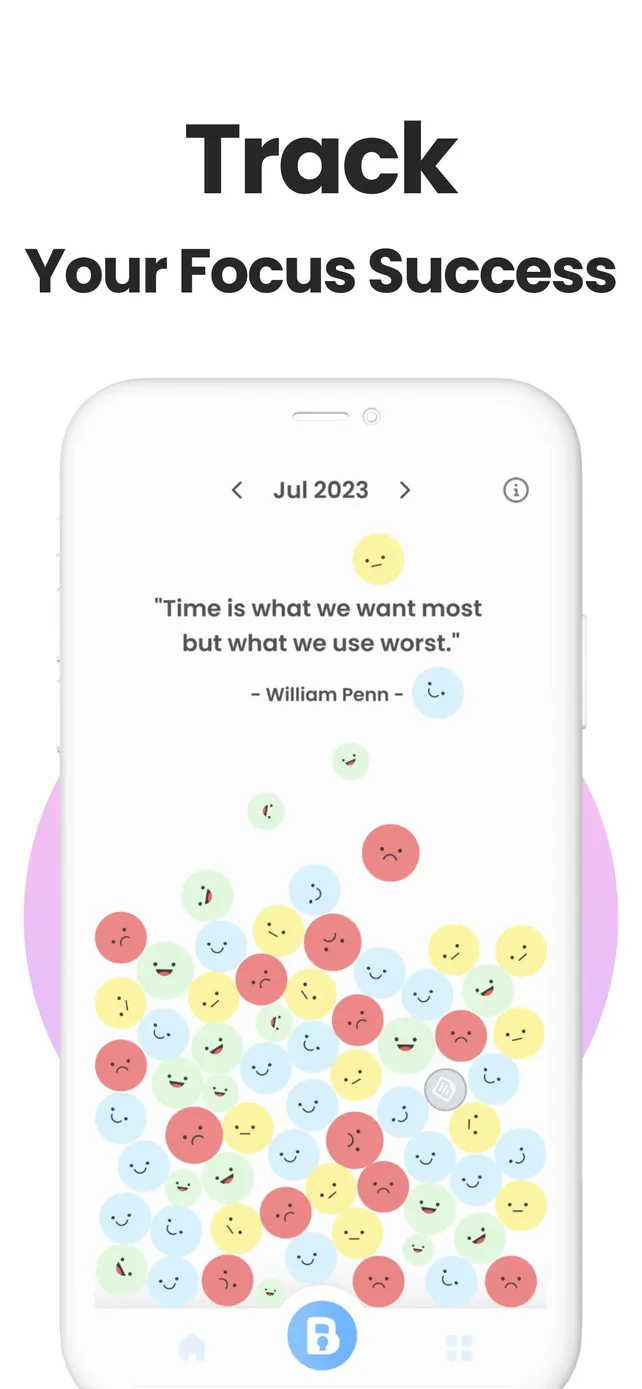 Track
Your Focus Success
Jul 2023
"Time is what we want most
but what we use worst."
- William Penn -